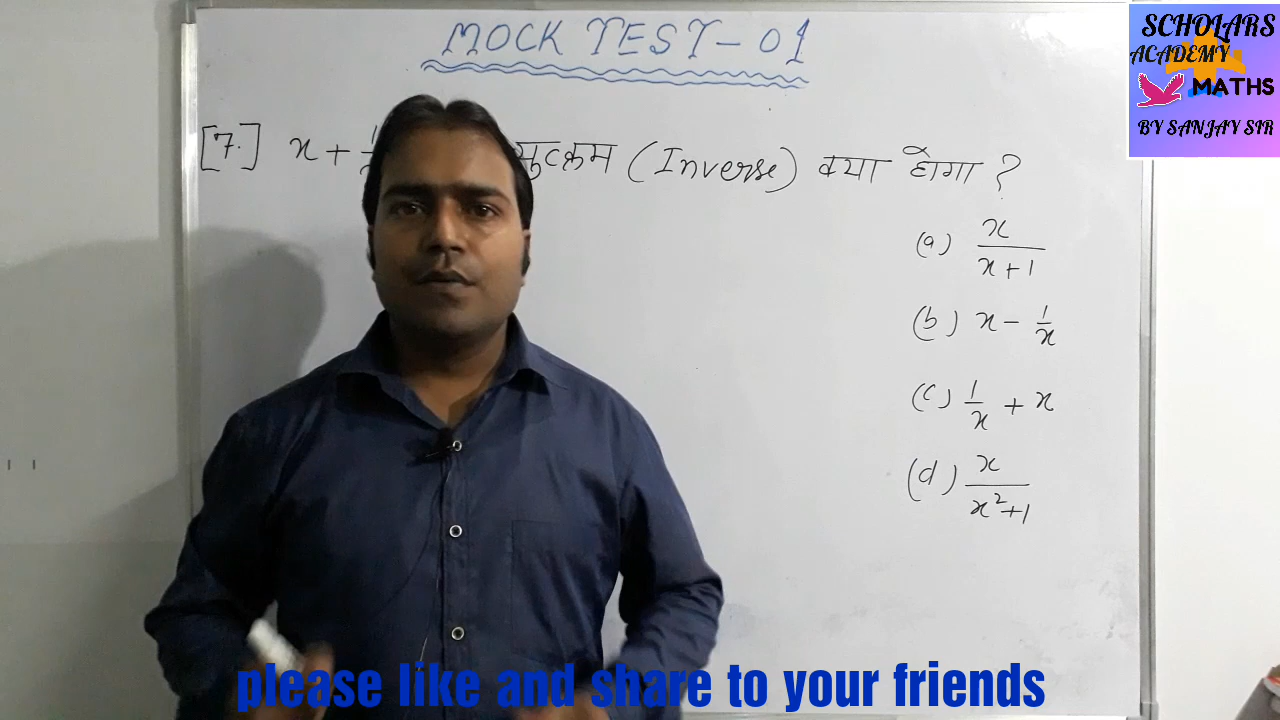 MOCK TEST-01
SCHOLARS
ACADEMY
MATHS
BY SANJAY SIR
[7.] x + (Inverse) क्या होगा ?
(a) x/(x+1)
(b) x - 1/x
(c) 1/x + x
(d) x/(x²+1)
please like and share to your friends